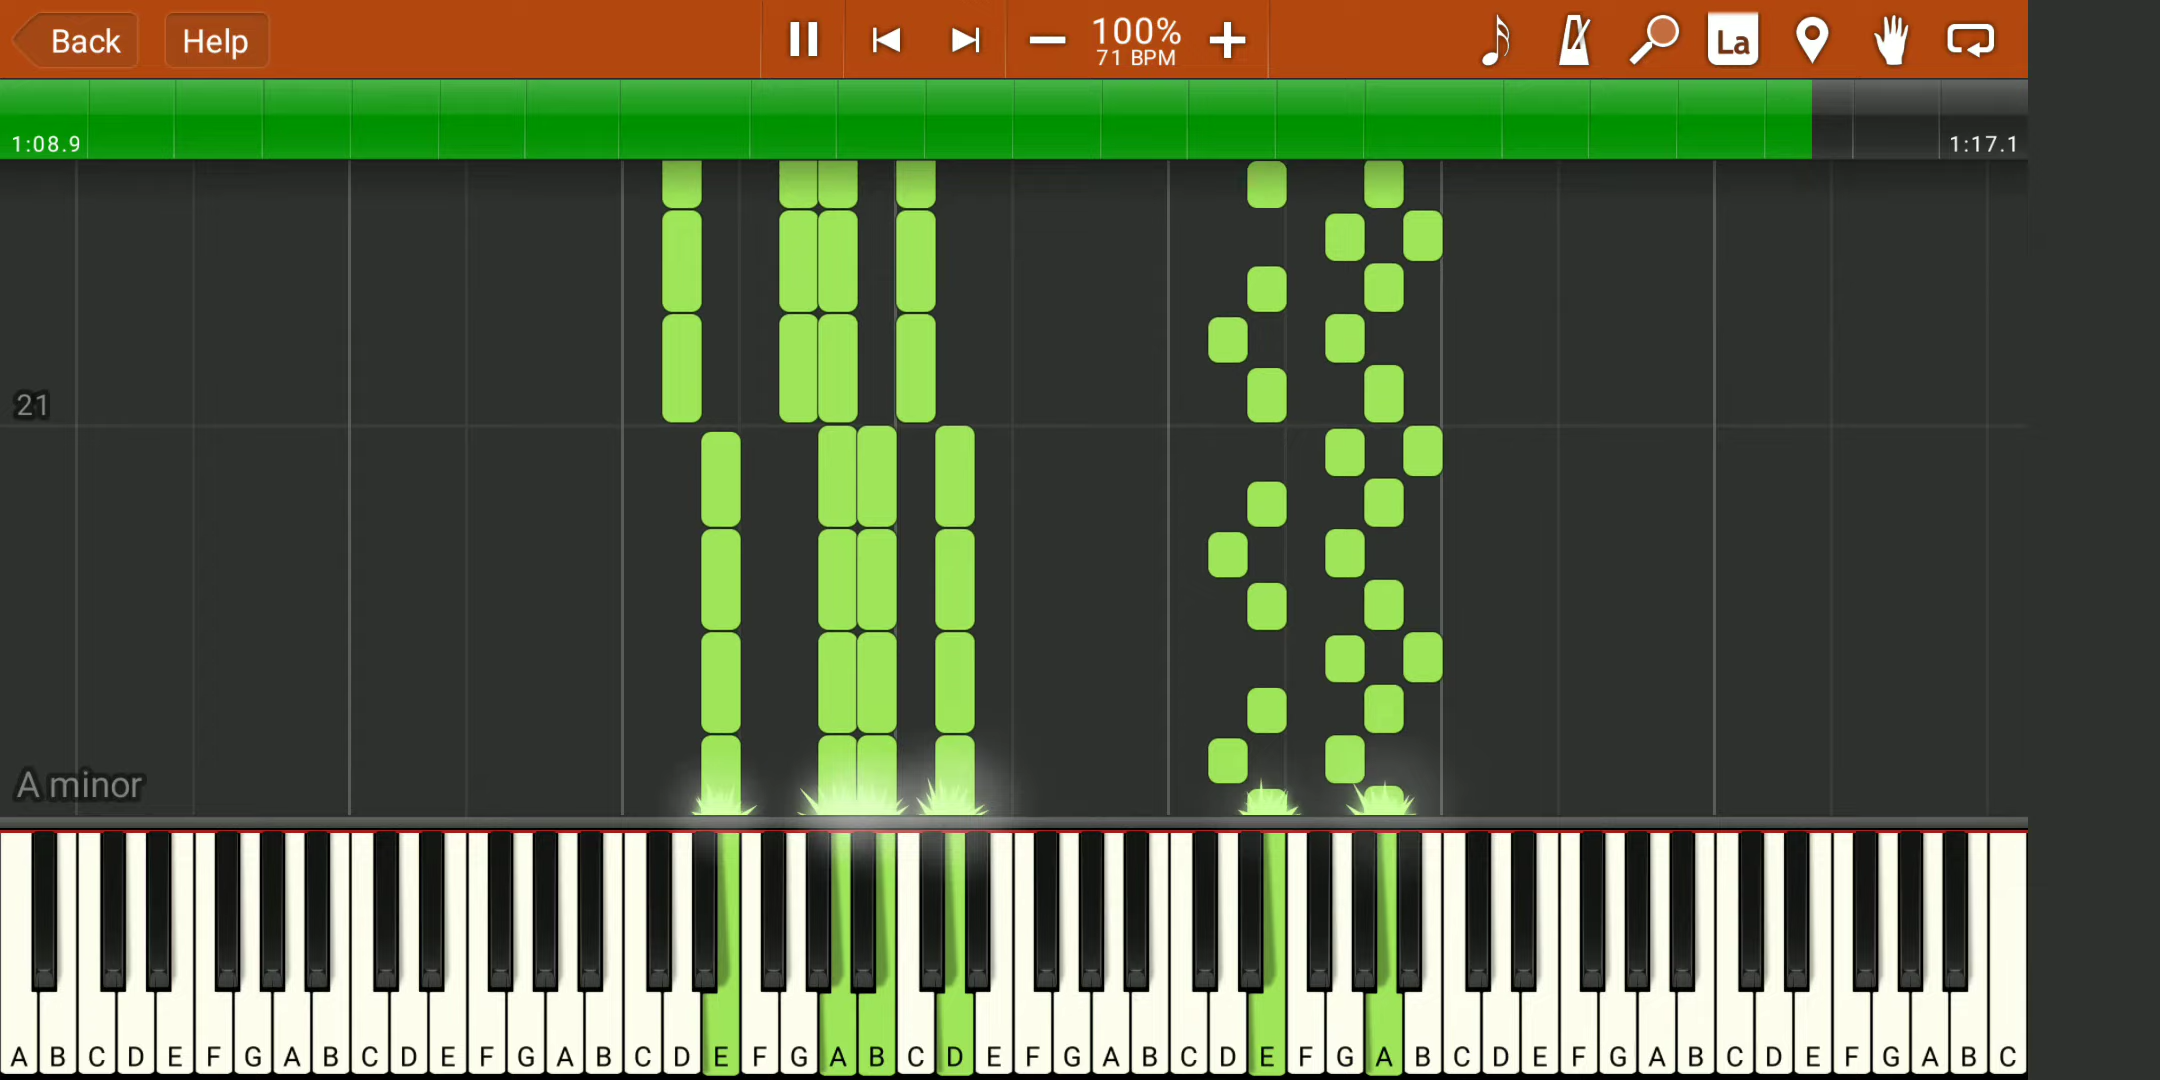 Back Help 100% La
71 BPM
1:08.9 1:17.1
21
A minor
A B C D E F G A B C D E F G A B C D E F G A B C D E F G A B C D E F G A B C D E F G A B C D E F G A B C